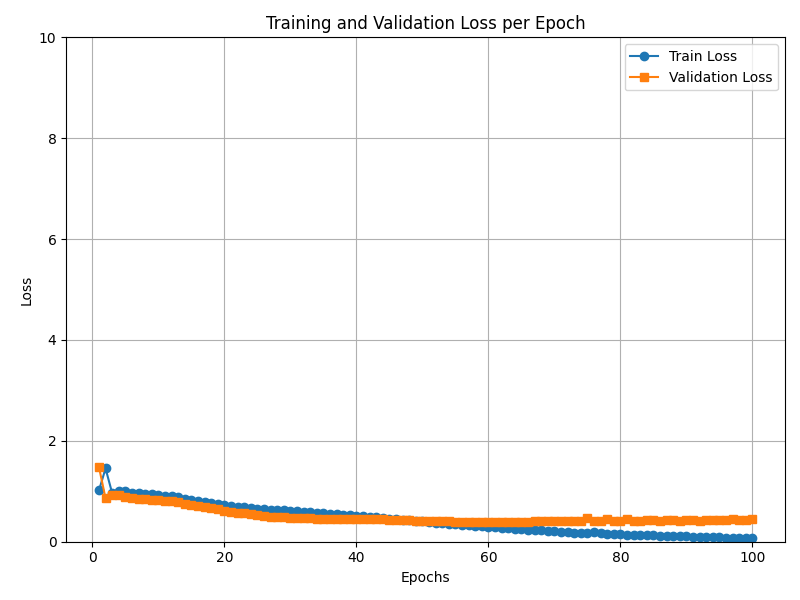 Training and Validation Loss per Epoch
Train Loss
Validation Loss
10
8
6
4
2
0
Loss
0 20 40 60 80 100
Epochs